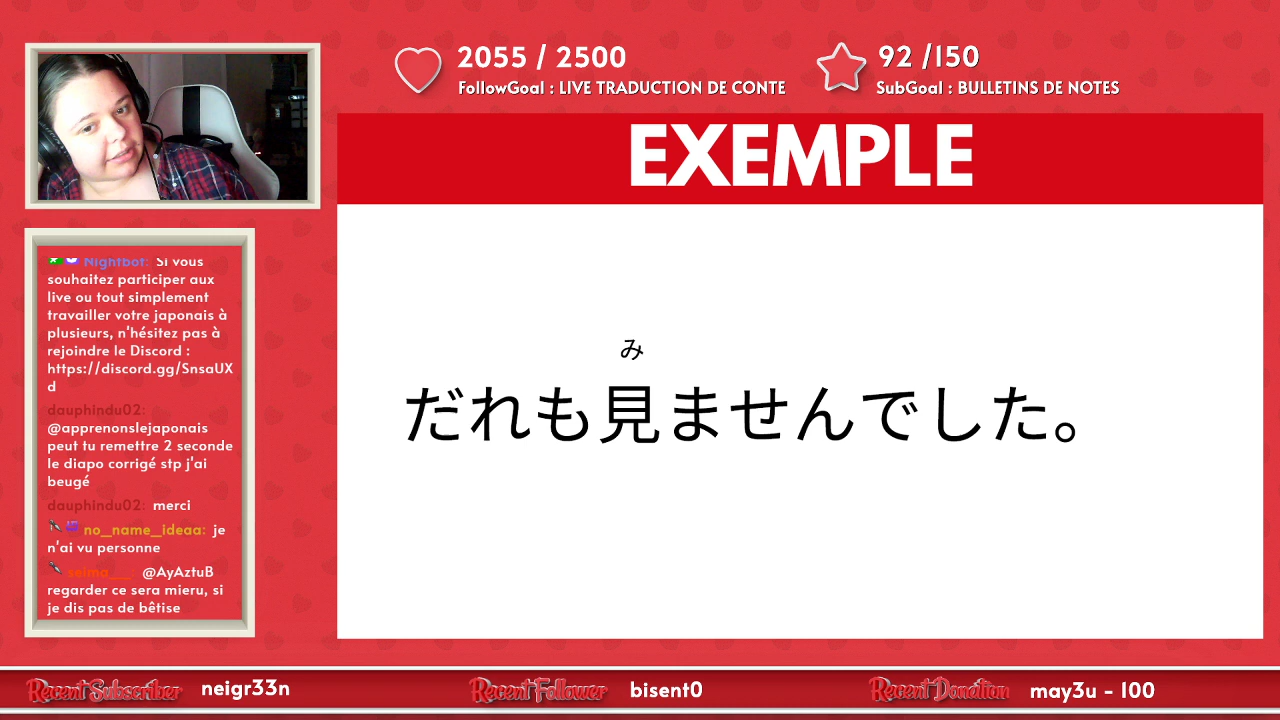 2055 / 2500
FollowGoal : LIVE TRADUCTION DE CONTE
92 /150
SubGoal : BULLETINS DE NOTES
EXEMPLE
み
だれも見ませんでした。
Nightbot: Si vous
souhaitez participer aux
live ou tout simplement
travailler votre japonais à
plusieurs, n'hésitez pas à
rejoindre le Discord :
https://discord.gg/SnsaUX
d
dauphindu02:
@apprenonslejaponais
peut tu remettre 2 seconde
le diapo corrigé stp j'ai
beugé
dauphindu02: merci
no_name_ideaa: je
n'ai vu personne
selma___: @AyAztuB
regarder ce sera mieru, si
je dis pas de bêtise
Recent Subscriber neigr33n
Recent Follower bisent0
Recent Donation may3u - 100